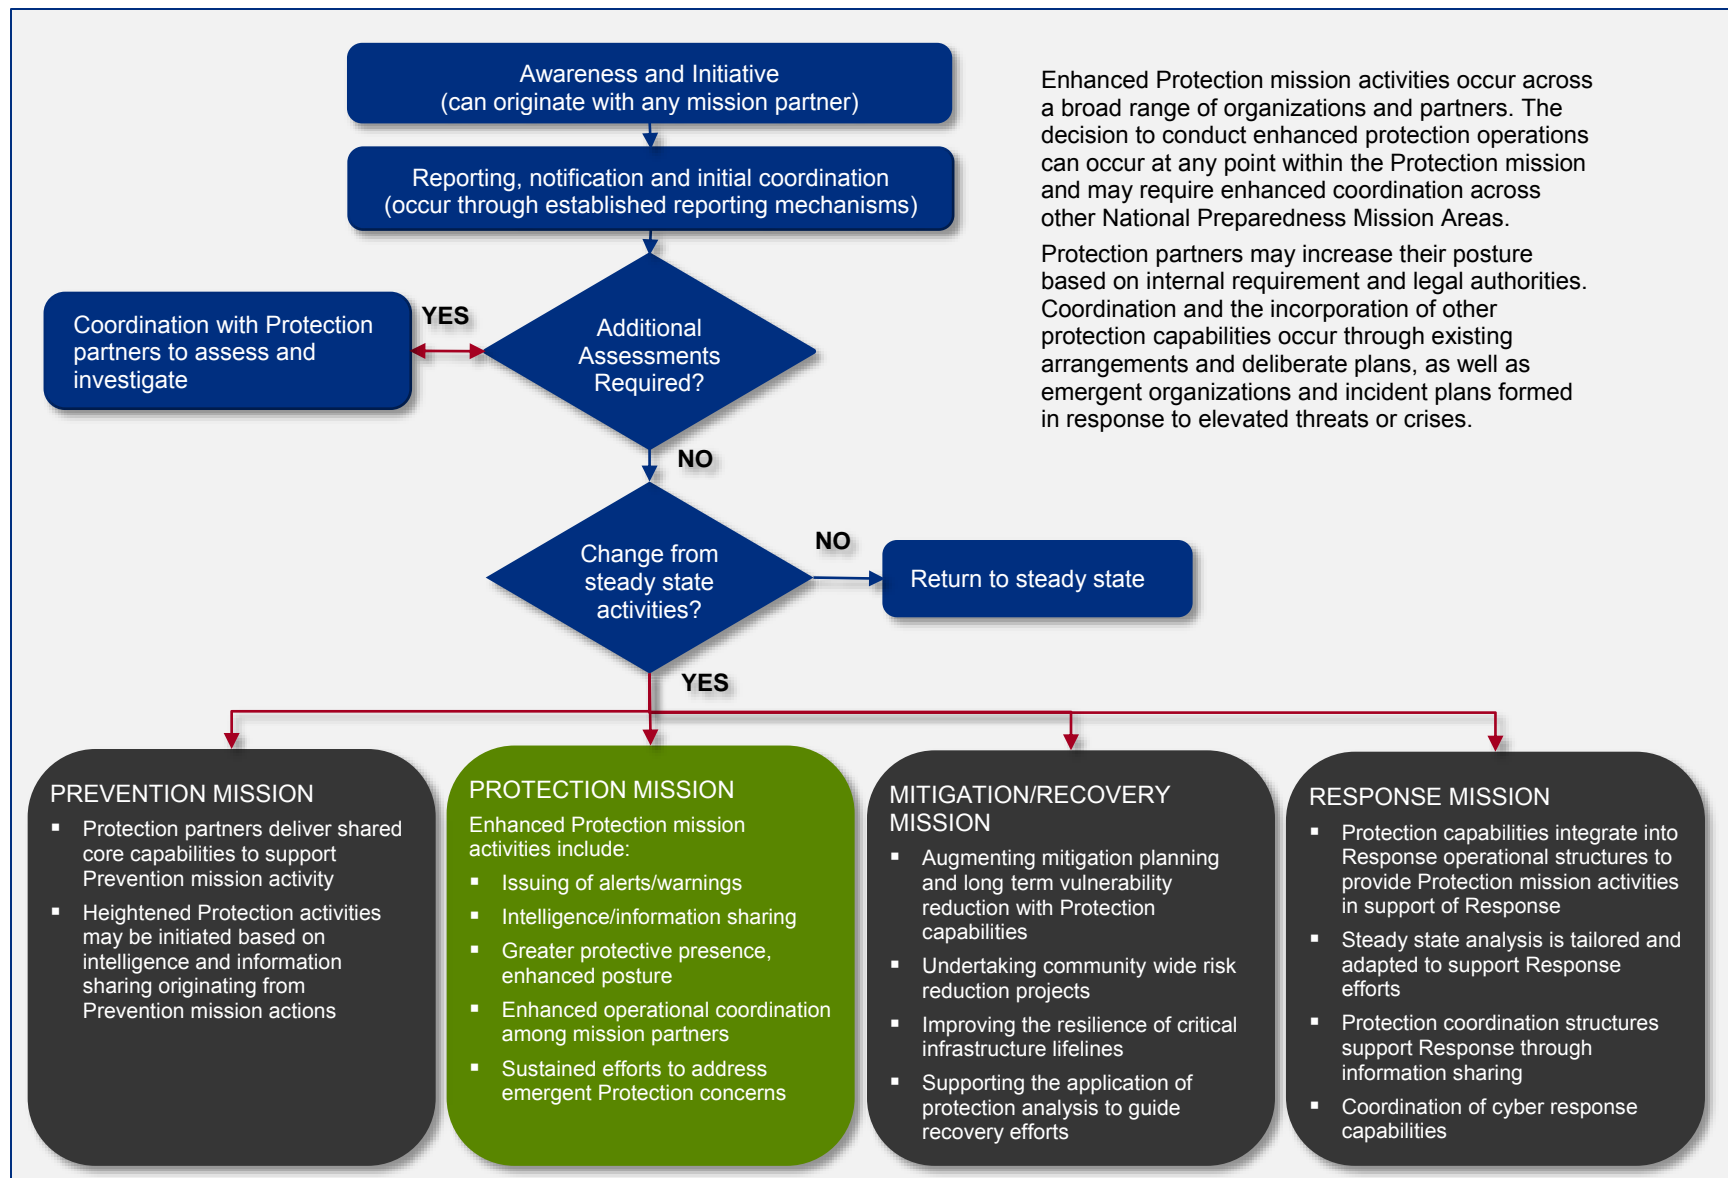 Awareness and Initiative
(can originate with any mission partner)
Reporting, notification and initial coordination
(occur through established reporting mechanisms)
Enhanced Protection mission activities occur across
a broad range of organizations and partners. The
decision to conduct enhanced protection operations
can occur at any point within the Protection mission
and may require enhanced coordination across
other National Preparedness Mission Areas.
Protection partners may increase their posture
based on internal requirement and legal authorities.
Coordination and the incorporation of other
protection capabilities occur through existing
arrangements and deliberate plans, as well as
emergent organizations and incident plans formed
in response to elevated threats or crises.
Additional
Assessments
Required?
YES
Coordination with Protection
partners to assess and
investigate
NO
Change from
steady state
activities?
NO
Return to steady state
YES
PREVENTION MISSION
▪ Protection partners deliver shared
core capabilities to support
Prevention mission activity
▪ Heightened Protection activities
may be initiated based on
intelligence and information
sharing originating from
Prevention mission actions
PROTECTION MISSION
Enhanced Protection mission
activities include:
▪ Issuing of alerts/warnings
▪ Intelligence/information sharing
▪ Greater protective presence,
enhanced posture
▪ Enhanced operational coordination
among mission partners
▪ Sustained efforts to address
emergent Protection concerns
MITIGATION/RECOVERY
MISSION
▪ Augmenting mitigation planning
and long term vulnerability
reduction with Protection
capabilities
▪ Undertaking community wide risk
reduction projects
▪ Improving the resilience of critical
infrastructure lifelines
▪ Supporting the application of
protection analysis to guide
recovery efforts
RESPONSE MISSION
▪ Protection capabilities integrate into
Response operational structures to
provide Protection mission activities
in support of Response
▪ Steady state analysis is tailored and
adapted to support Response
efforts
▪ Protection coordination structures
support Response through
information sharing
▪ Coordination of cyber response
capabilities